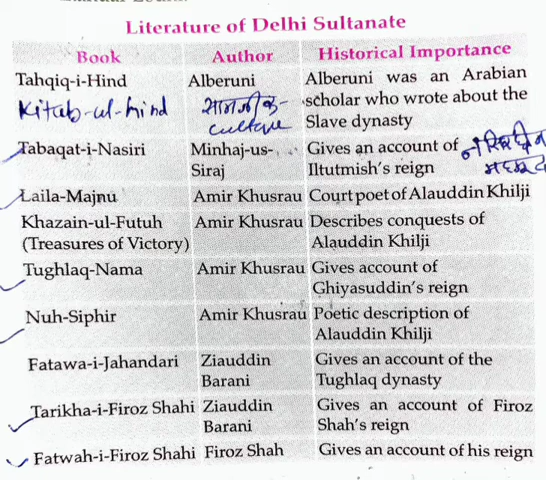 Literature of Delhi Sultanate
Book Author Historical Importance
Tahqiq-i-Hind Alberuni Alberuni was an Arabian
scholar who wrote about the
Slave dynasty
Kitab-ul-hind
culture
Tabaqat-i-Nasiri Minhaj-us- Gives an account of
Siraj Iltutmish's reign
Laila-Majnu Amir Khusrau Court poet of Alauddin Khilji
Khazain-ul-Futuh Amir Khusrau Describes conquests of
(Treasures of Victory) Alauddin Khilji
Tughlaq-Nama Amir Khusrau Gives account of
Ghiyasuddin's reign
Nuh-Siphir Amir Khusrau Poetic description of
Alauddin Khilji
Fatawa-i-Jahandari Ziauddin Gives an account of the
Barani Tughlaq dynasty
Tarikha-i-Firoz Shahi Ziauddin Gives an account of Firoz
Barani Shah's reign
Fatwah-i-Firoz Shahi Firoz Shah Gives an account of his reign